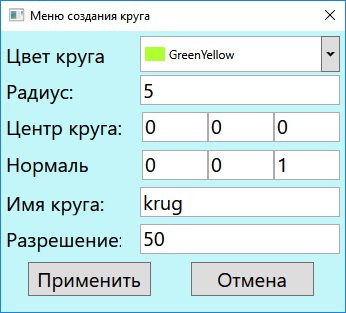 Меню создания круга
Цвет круга GreenYellow
Радиус: 5
Центр круга: 0 0 0
Нормаль 0 0 1
Имя круга: krug
Разрешение: 50
Применить Отмена